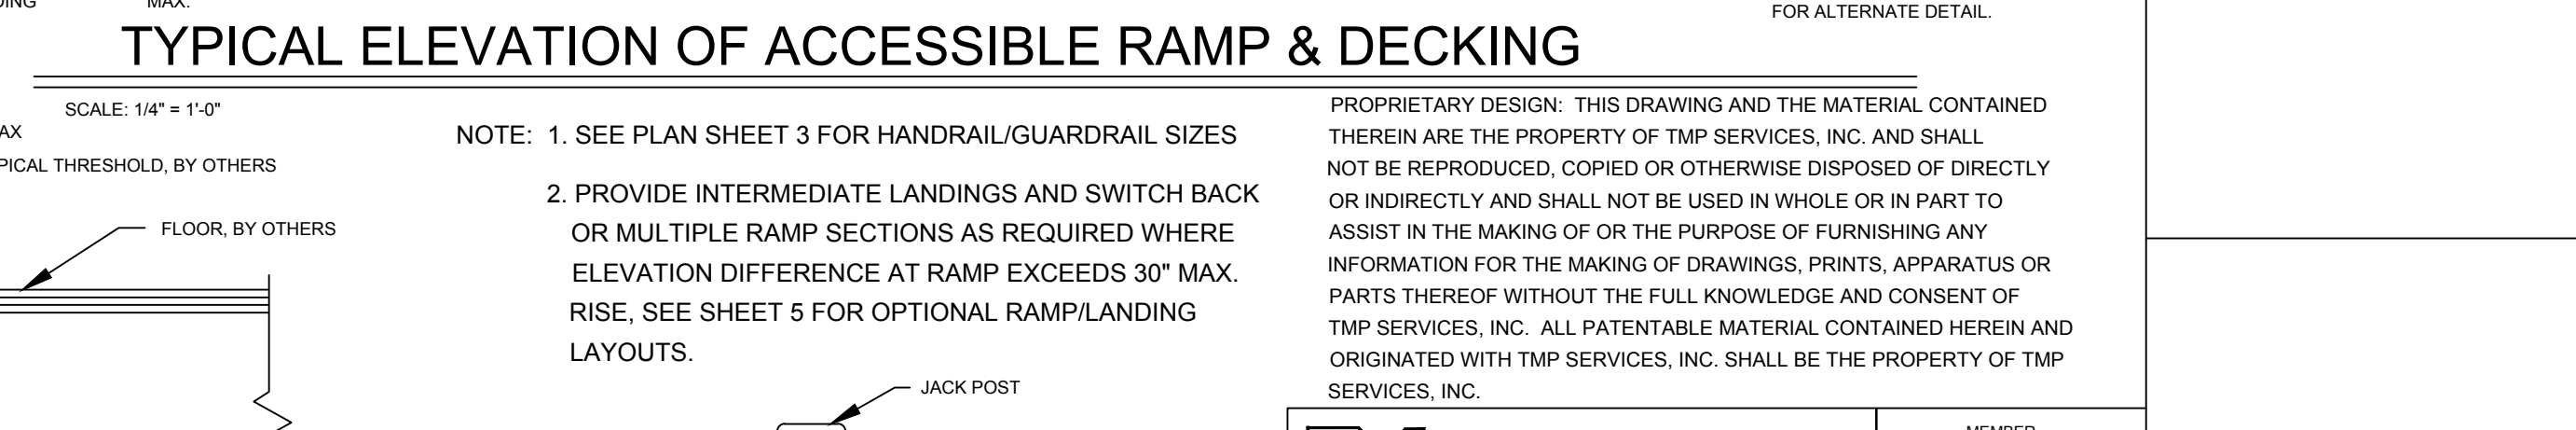 MAX.
FOR ALTERNATE DETAIL.
TYPICAL ELEVATION OF ACCESSIBLE RAMP & DECKING
SCALE: 1/4" = 1'-0"
THRESHOLD, BY OTHERS
FLOOR, BY OTHERS
NOTE: 1. SEE PLAN SHEET 3 FOR HANDRAIL/GUARDRAIL SIZES
2. PROVIDE INTERMEDIATE LANDINGS AND SWITCH BACK
OR MULTIPLE RAMP SECTIONS AS REQUIRED WHERE
ELEVATION DIFFERENCE AT RAMP EXCEEDS 30" MAX.
RISE, SEE SHEET 5 FOR OPTIONAL RAMP/LANDING
LAYOUTS.
JACK POST
PROPRIETARY DESIGN: THIS DRAWING AND THE MATERIAL CONTAINED
THEREIN ARE THE PROPERTY OF TMP SERVICES, INC. AND SHALL
NOT BE REPRODUCED, COPIED OR OTHERWISE DISPOSED OF DIRECTLY
OR INDIRECTLY AND SHALL NOT BE USED IN WHOLE OR IN PART TO
ASSIST IN THE MAKING OF OR THE PURPOSE OF FURNISHING ANY
INFORMATION FOR THE MAKING OF DRAWINGS, PRINTS, APPARATUS OR
PARTS THEREOF WITHOUT THE FULL KNOWLEDGE AND CONSENT OF
TMP SERVICES, INC. ALL PATENTABLE MATERIAL CONTAINED HEREIN AND
ORIGINATED WITH TMP SERVICES, INC. SHALL BE THE PROPERTY OF TMP
SERVICES, INC.
MEMBER